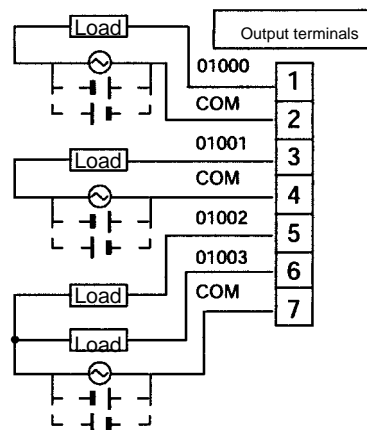 Load
Output terminals
01000
1
COM
2
01001
Load
3
COM
4
01002
5
Load
01003
6
Load
COM
7